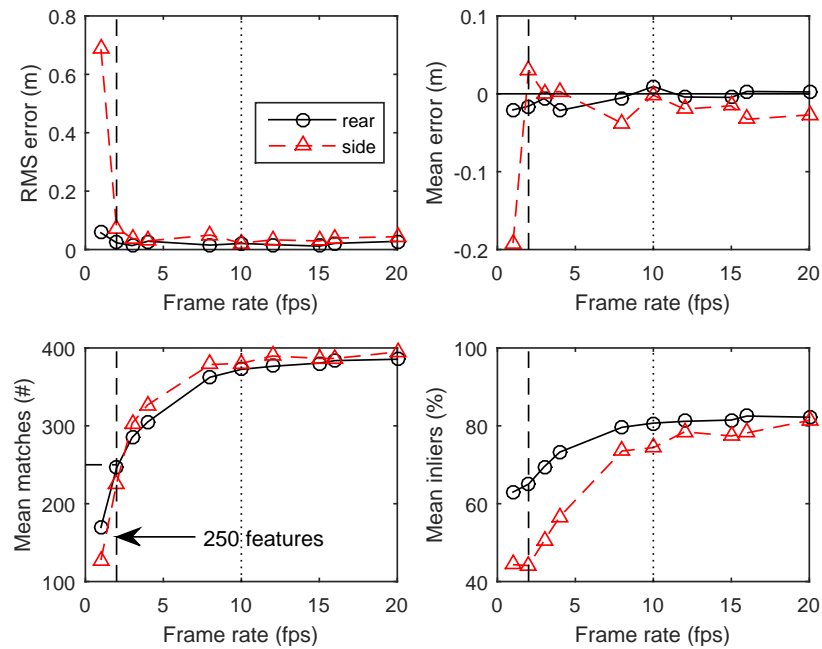 0.8
0.6
0.4
0.2
0
RMS error (m)
0 5 10 15 20
Frame rate (fps)
rear
side
0
-0.1
-0.2
Mean error (m)
0 5 10 15 20
Frame rate (fps)
400
300
200
100
Mean matches (#)
250 features
0 5 10 15 20
Frame rate (fps)
100
80
60
40
Mean inliers (%)
0 5 10 15 20
Frame rate (fps)